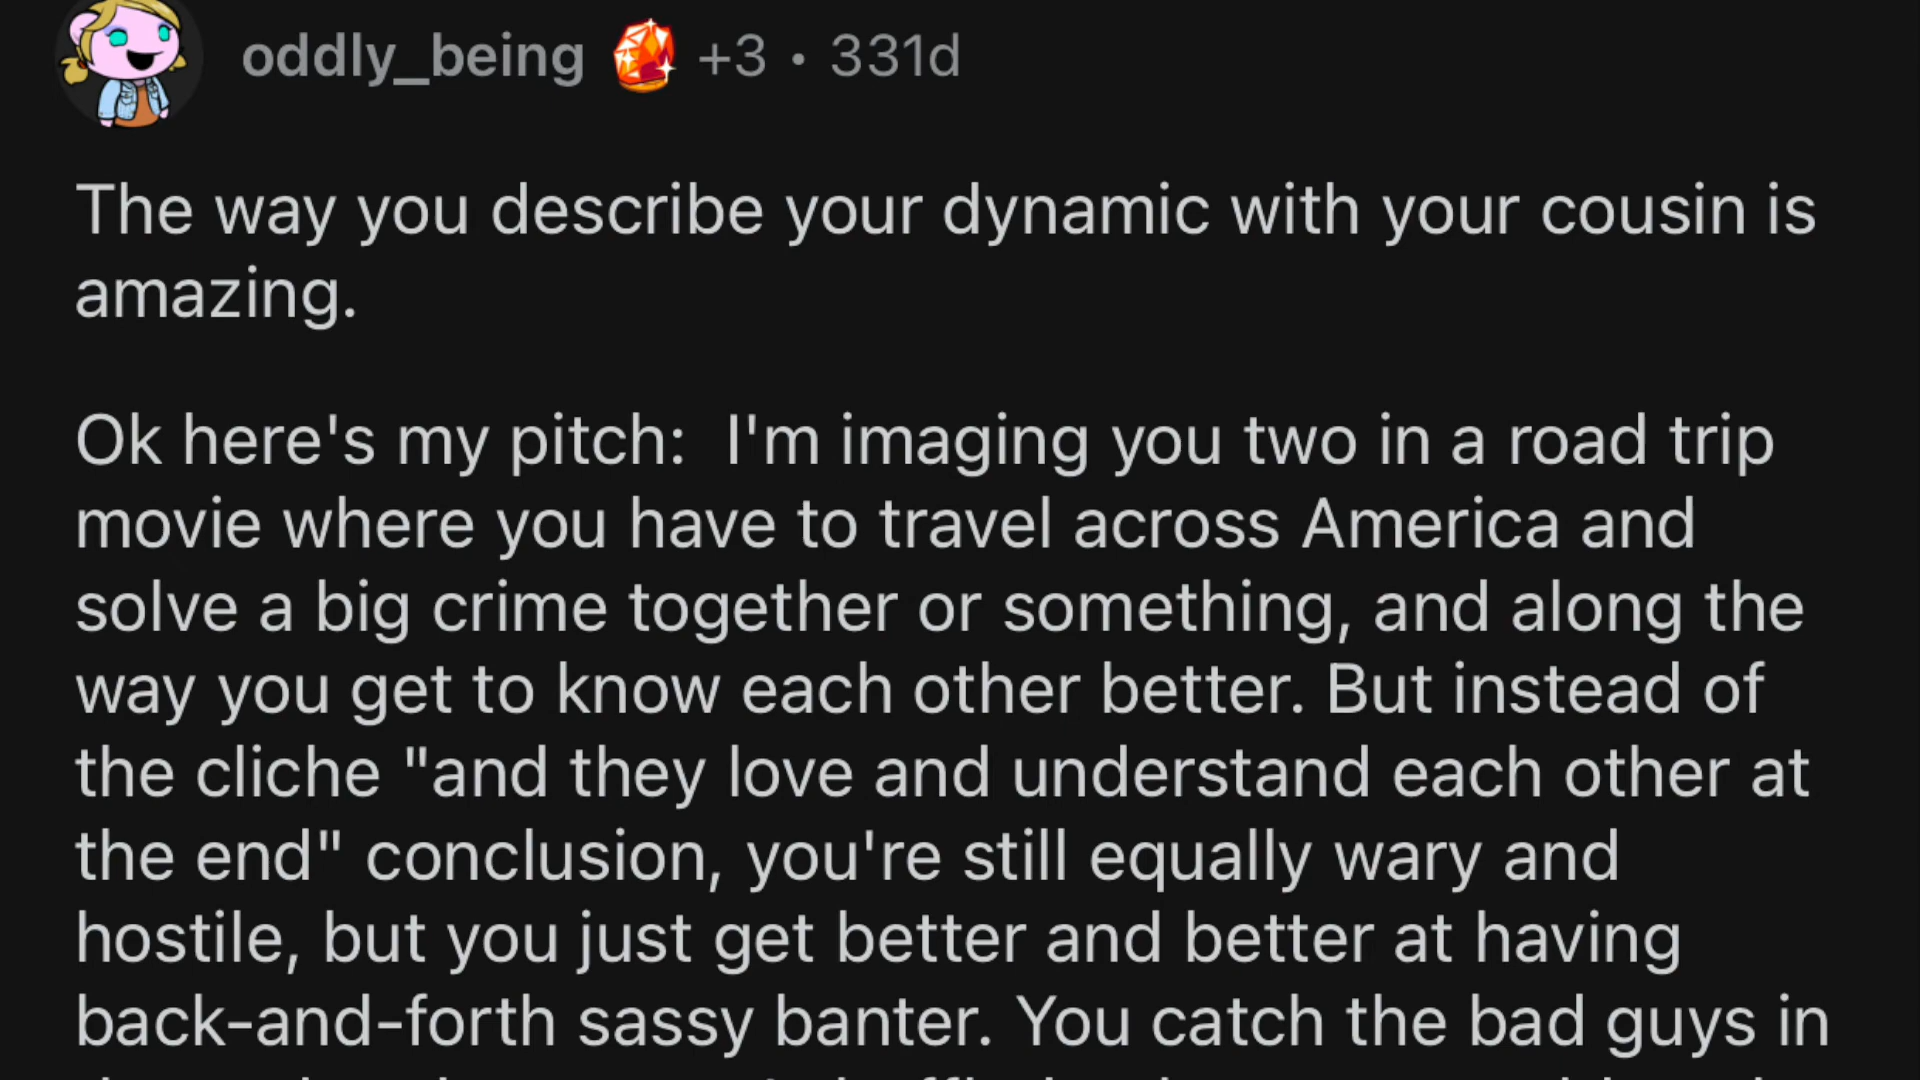 oddly_being +3 • 331d
The way you describe your dynamic with your cousin is
amazing.
Ok here's my pitch:  I'm imaging you two in a road trip
movie where you have to travel across America and
solve a big crime together or something, and along the
way you get to know each other better. But instead of
the cliche "and they love and understand each other at
the end" conclusion, you're still equally wary and
hostile, but you just get better and better at having
back-and-forth sassy banter. You catch the bad guys in